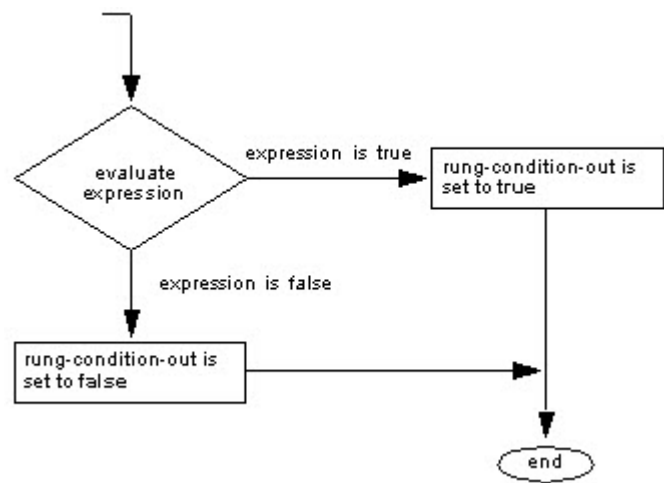 evaluate
expression
expression is true
rung-condition-out is
set to true
expression is false
rung-condition-out is
set to false
end